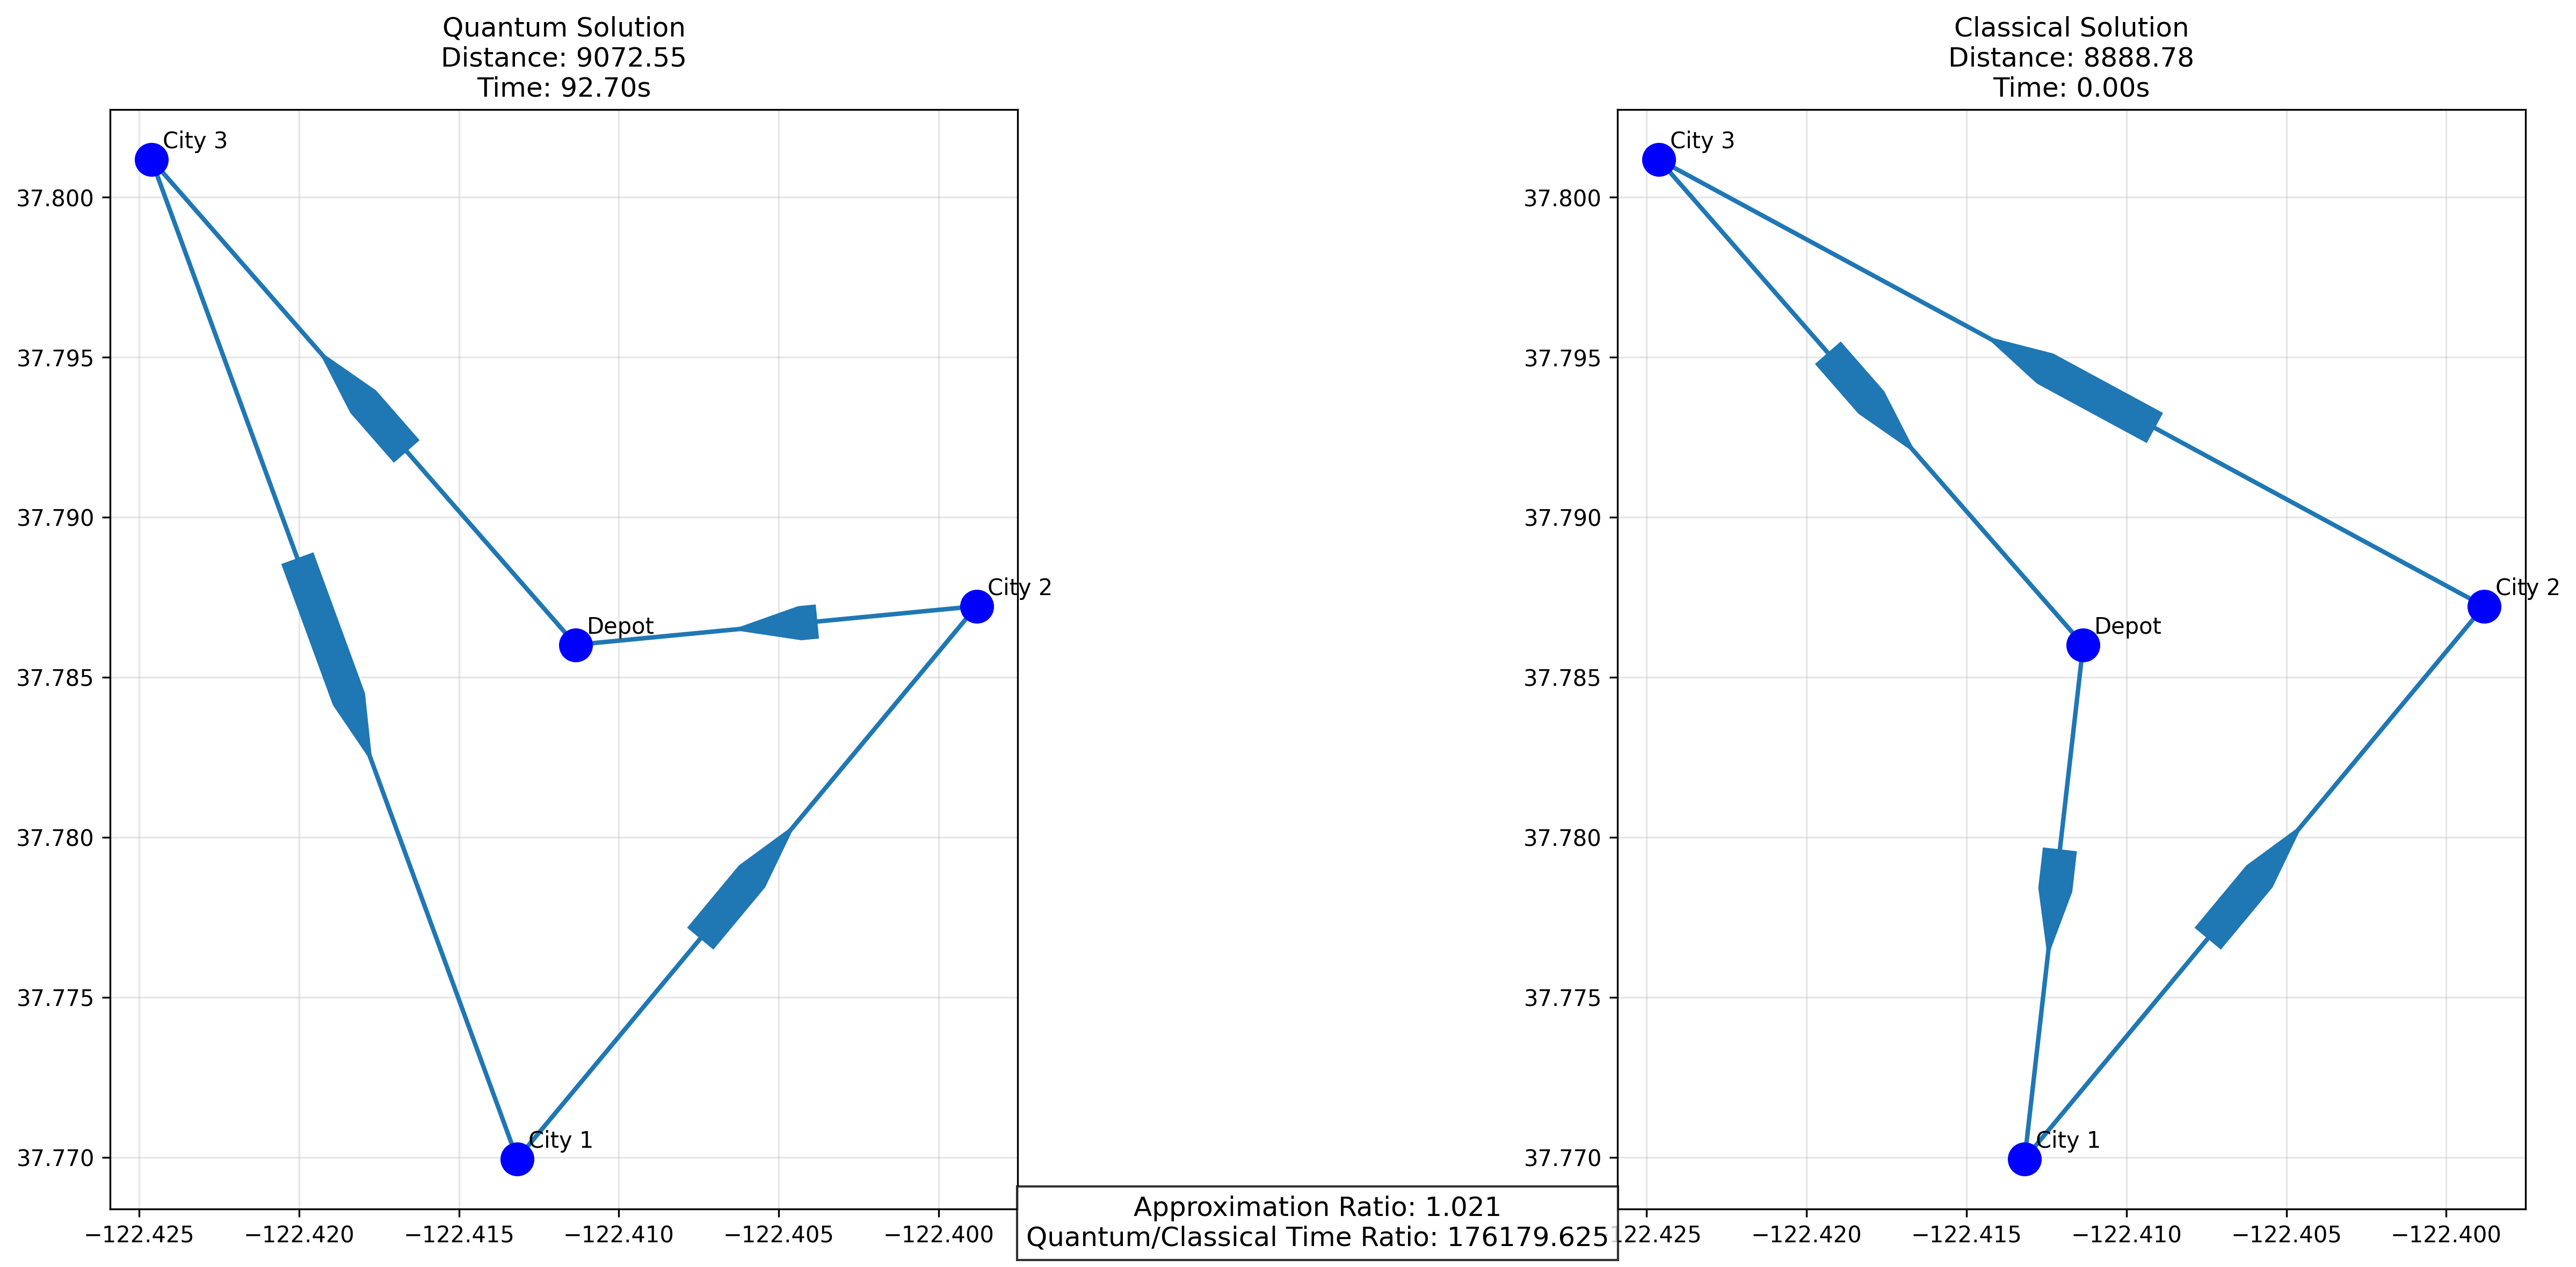 Quantum Solution
Distance: 9072.55
Time: 92.70s
City 3
37.800
37.795
37.790
City 2
Depot
37.785
37.780
37.775
City 1
37.770
−122.425 −122.420 −122.415 −122.410 −122.405 −122.400
Classical Solution
Distance: 8888.78
Time: 0.00s
City 3
37.800
37.795
37.790
City 2
Depot
37.785
37.780
37.775
City 1
37.770
122.425 −122.420 −122.415 −122.410 −122.405 −122.400
Approximation Ratio: 1.021
Quantum/Classical Time Ratio: 176179.625